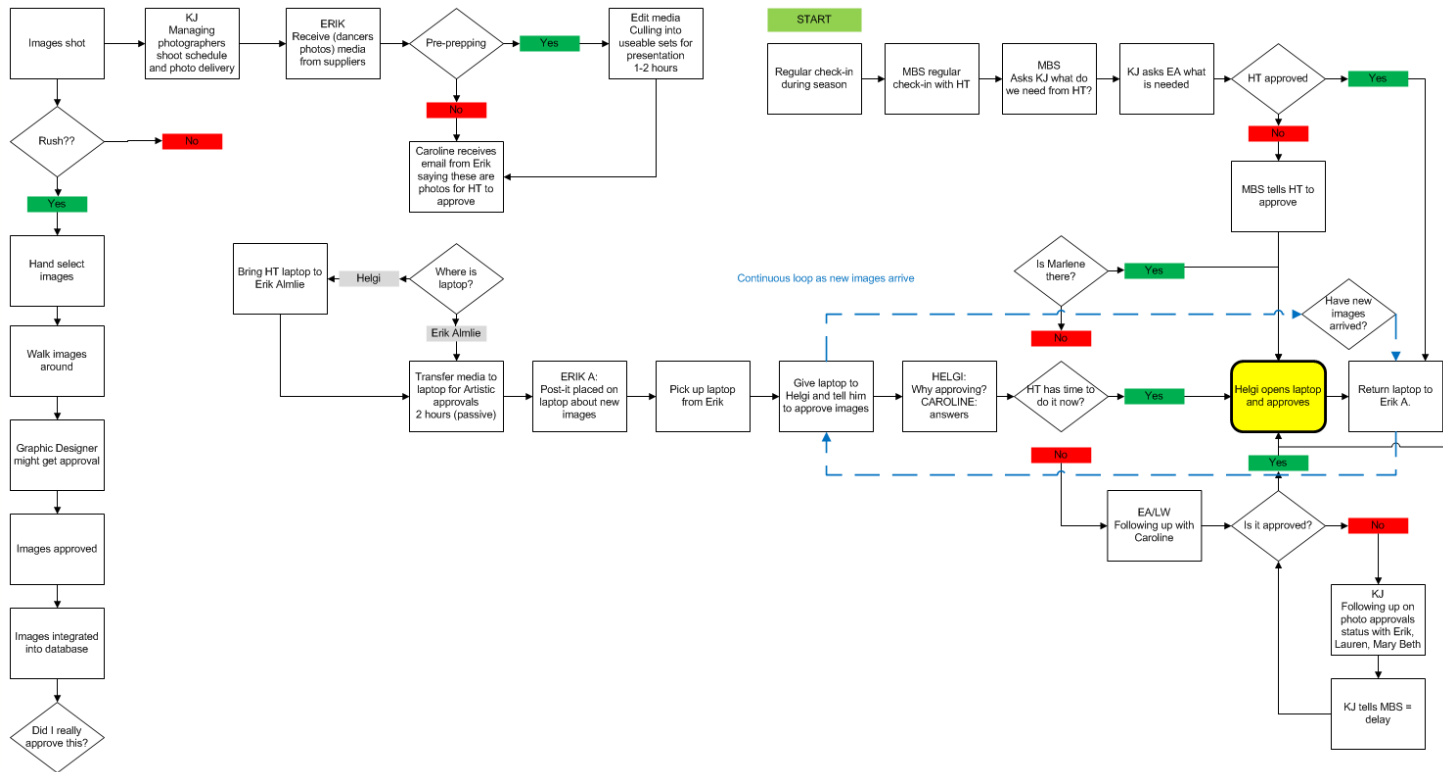 START
Images shot
KJ
Managing
photographers
shoot schedule
and photo delivery
ERIK
Receive (dancers
photos) media
from suppliers
Pre-prepping
Yes
Edit media
Culling into
useable sets for
presentation
1-2 hours
No
Caroline receives
email from Erik
saying these are
photos for HT to
approve
Regular check-in
during season
MBS regular
check-in with HT
MBS
Asks KJ what do
we need from HT?
KJ asks EA what
is needed
HT approved
Yes
No
MBS tells HT to
approve
Rush??
No
Yes
Hand select
images
Walk images
around
Graphic Designer
might get approval
Images approved
Images integrated
into database
Did I really
approve this?
Bring HT laptop to
Erik Almlie
Helgi
Where is
laptop?
Erik Almlie
Continuous loop as new images arrive
Is Marlene
there?
Yes
No
Have new
images
arrived?
Transfer media to
laptop for Artistic
approvals
2 hours (passive)
ERIK A:
Post-it placed on
laptop about new
images
Pick up laptop
from Erik
Give laptop to
Helgi and tell him
to approve images
HELGI:
Why approving?
CAROLINE:
answers
HT has time to
do it now?
Yes
Helgi opens laptop
and approves
Return laptop to
Erik A.
No
Yes
EA/LW
Following up with
Caroline
Is it approved?
No
KJ
Following up on
photo approvals
status with Erik,
Lauren, Mary Beth
KJ tells MBS =
delay